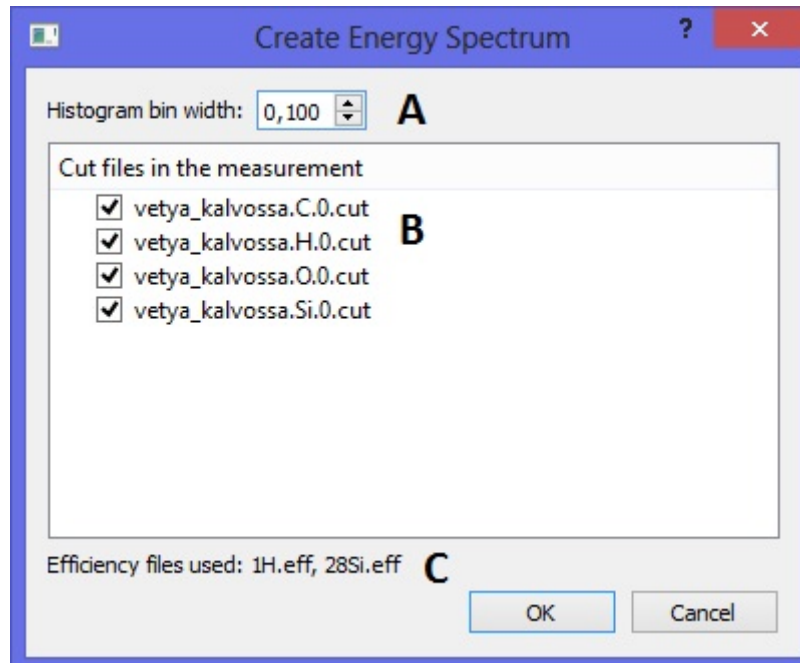 Create Energy Spectrum
?
×
Histogram bin width: 0,100 A
Cut files in the measurement
vetya_kalvossa.C.0.cut
B
vetya_kalvossa.H.0.cut
vetya_kalvossa.O.0.cut
vetya_kalvossa.Si.0.cut
Efficiency files used: 1H.eff, 28Si.eff C
OK
Cancel